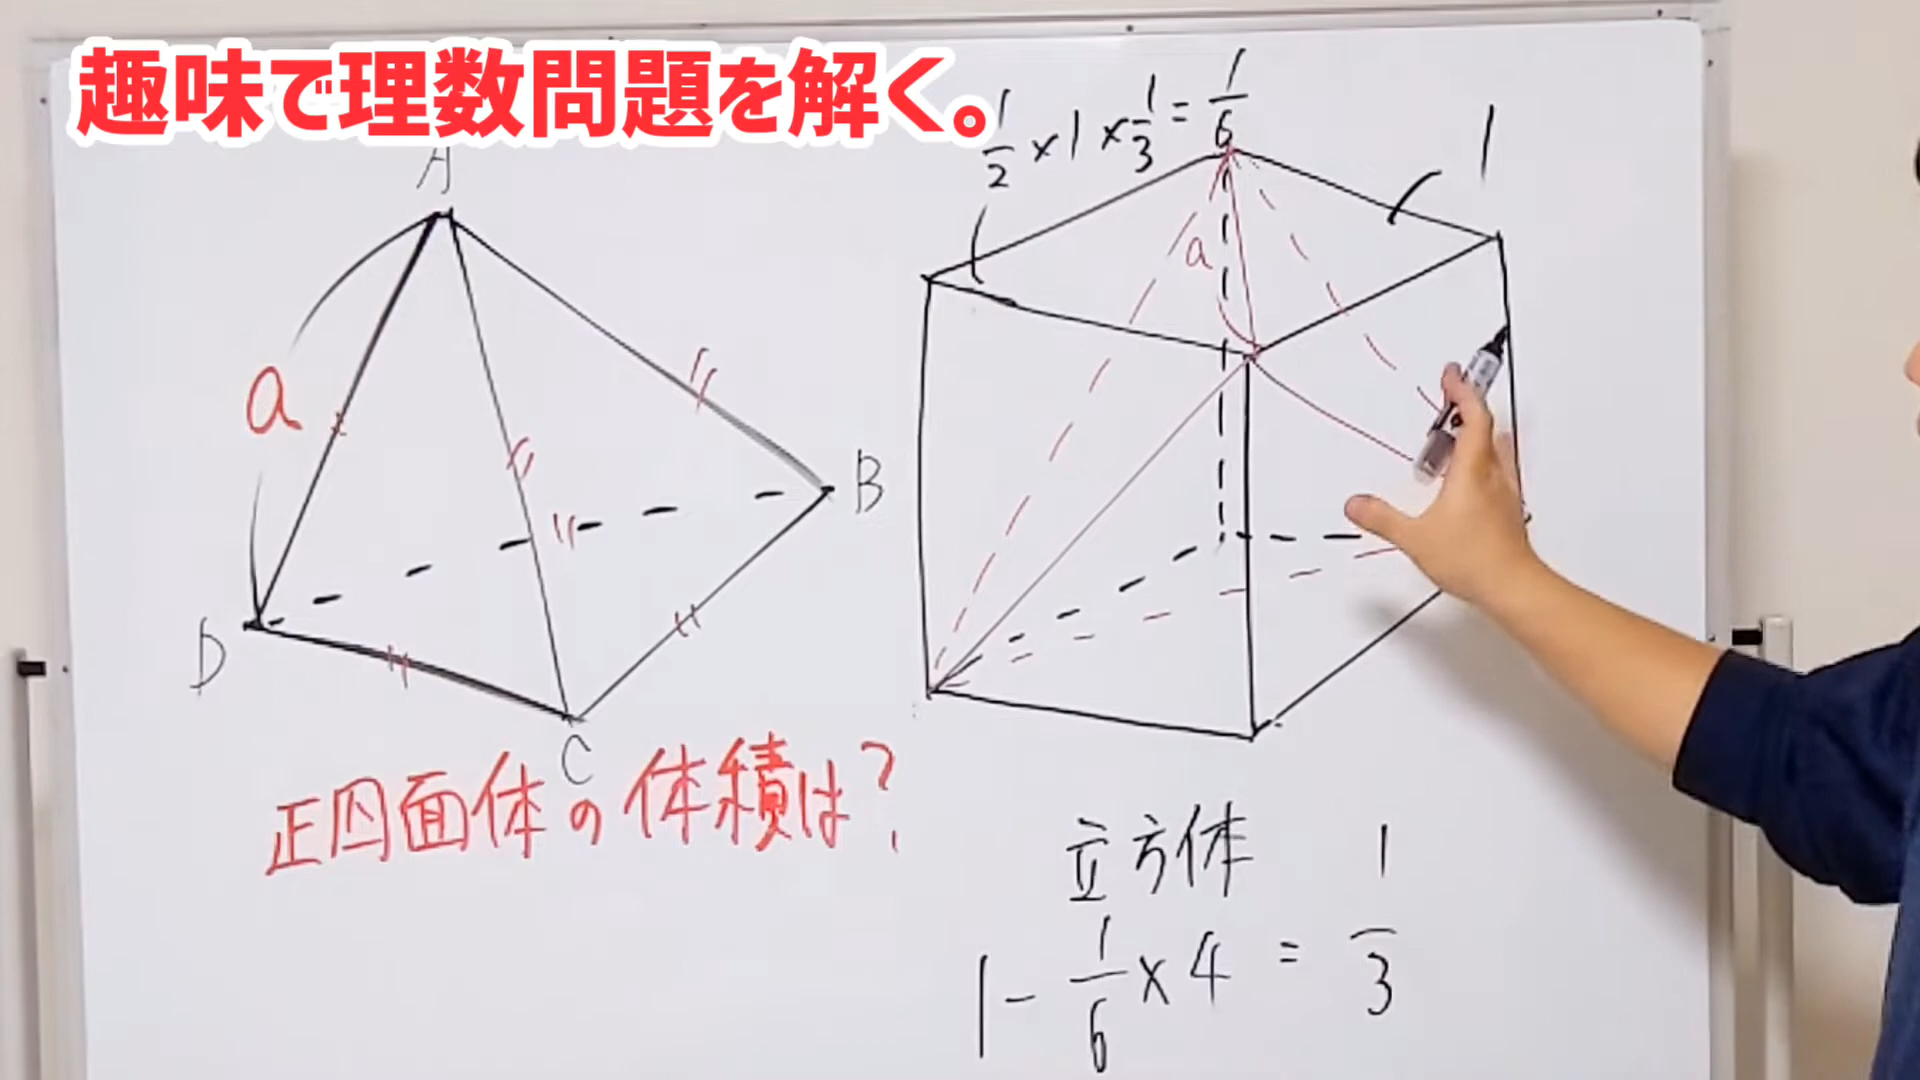 趣味で理数問題を解く。
A
a
B
D
C
正四面体の体積は?
1/2 × 1 × 1/3 = 1/6
1
a
立方体 1
1 - 1/6 × 4 = 1/3